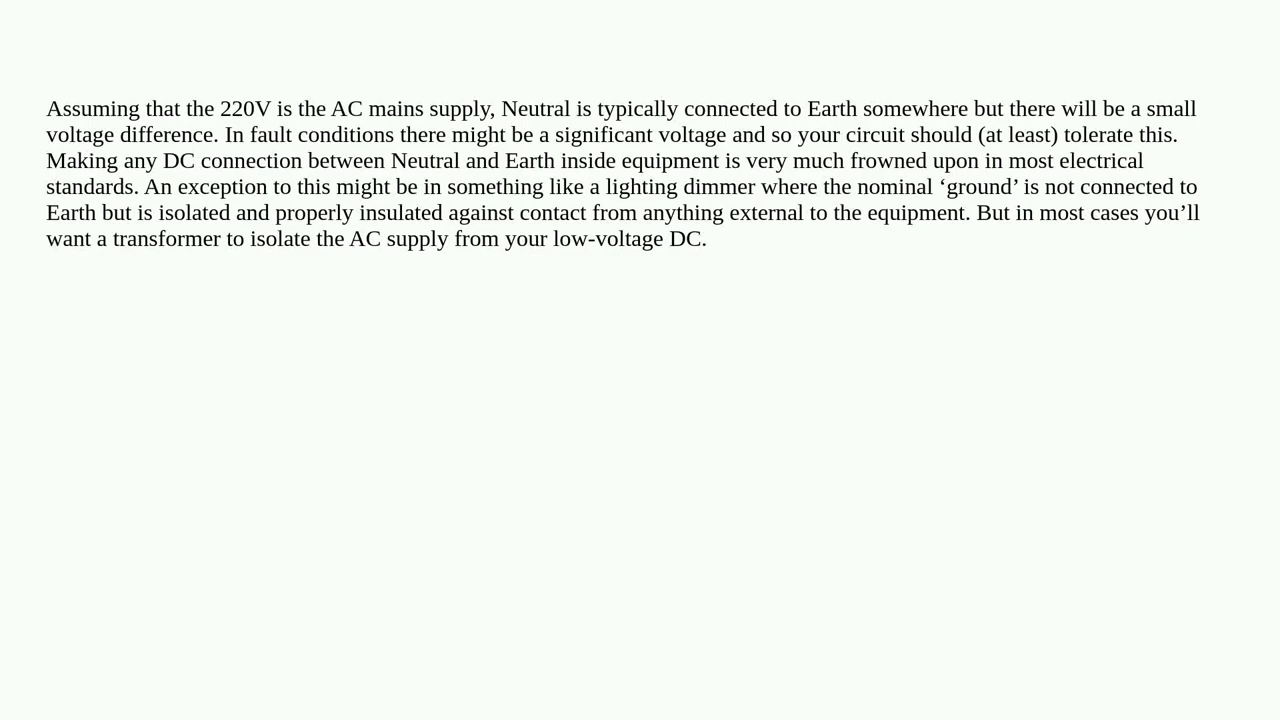 Assuming that the 220V is the AC mains supply, Neutral is typically connected to Earth somewhere but there will be a small
voltage difference. In fault conditions there might be a significant voltage and so your circuit should (at least) tolerate this.
Making any DC connection between Neutral and Earth inside equipment is very much frowned upon in most electrical
standards. An exception to this might be in something like a lighting dimmer where the nominal ‘ground’ is not connected to
Earth but is isolated and properly insulated against contact from anything external to the equipment. But in most cases you’ll
want a transformer to isolate the AC supply from your low-voltage DC.